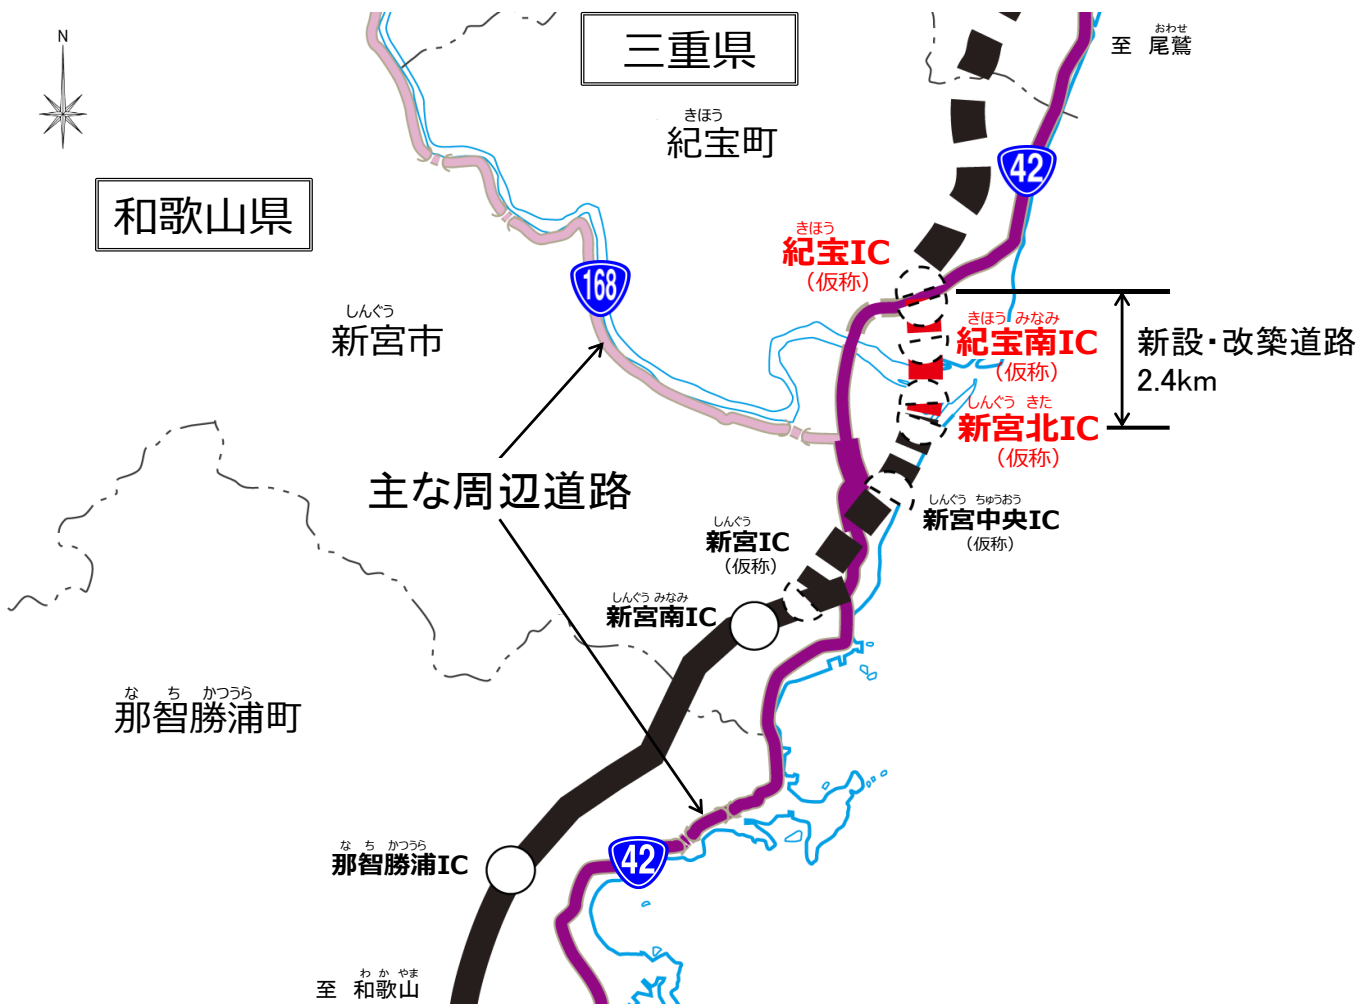 N
三重県
おわせ
至 尾鷲
きほう
紀宝町
42
和歌山県
きほう
紀宝IC
（仮称）
168
しんぐう
新宮市
きほう みなみ
紀宝南IC
（仮称）
新設・改築道路
2.4km
しんぐう きた
新宮北IC
（仮称）
主な周辺道路
しんぐう ちゅうおう
新宮中央IC
（仮称）
しんぐう
新宮IC
（仮称）
しんぐう みなみ
新宮南IC
な ち かつうら
那智勝浦町
な ち かつうら
那智勝浦IC
42
わ か やま
至 和歌山